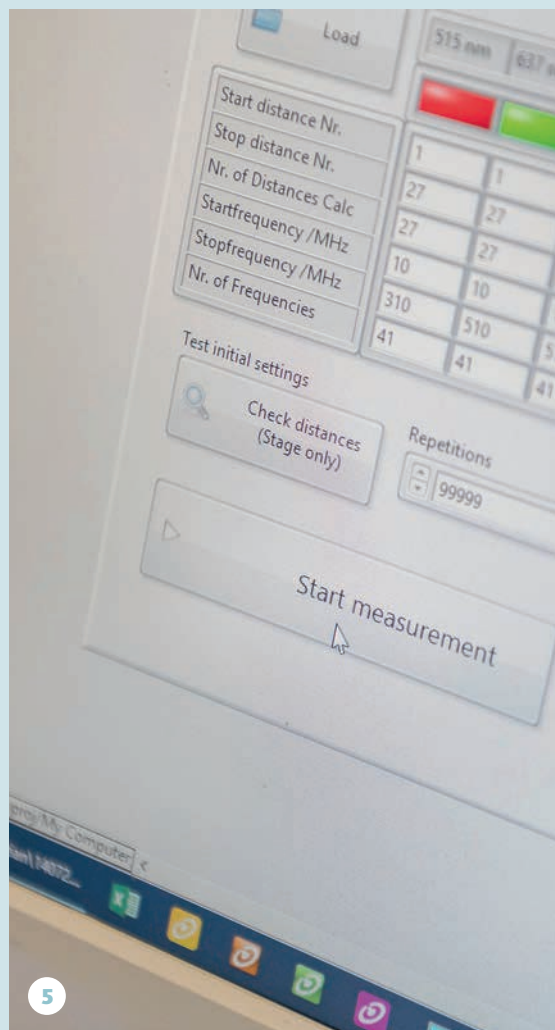 Load
515 nm 637
Start distance Nr. 1 1
Stop distance Nr. 27 27
Nr. of Distances Calc 27 27
Startfrequency /MHz 10 10
Stopfrequency /MHz 310 510 5
Nr. of Frequencies 41 41 41
Test initial settings
Check distances
(Stage only)
Repetitions
99999
Start measurement
My Computer
5